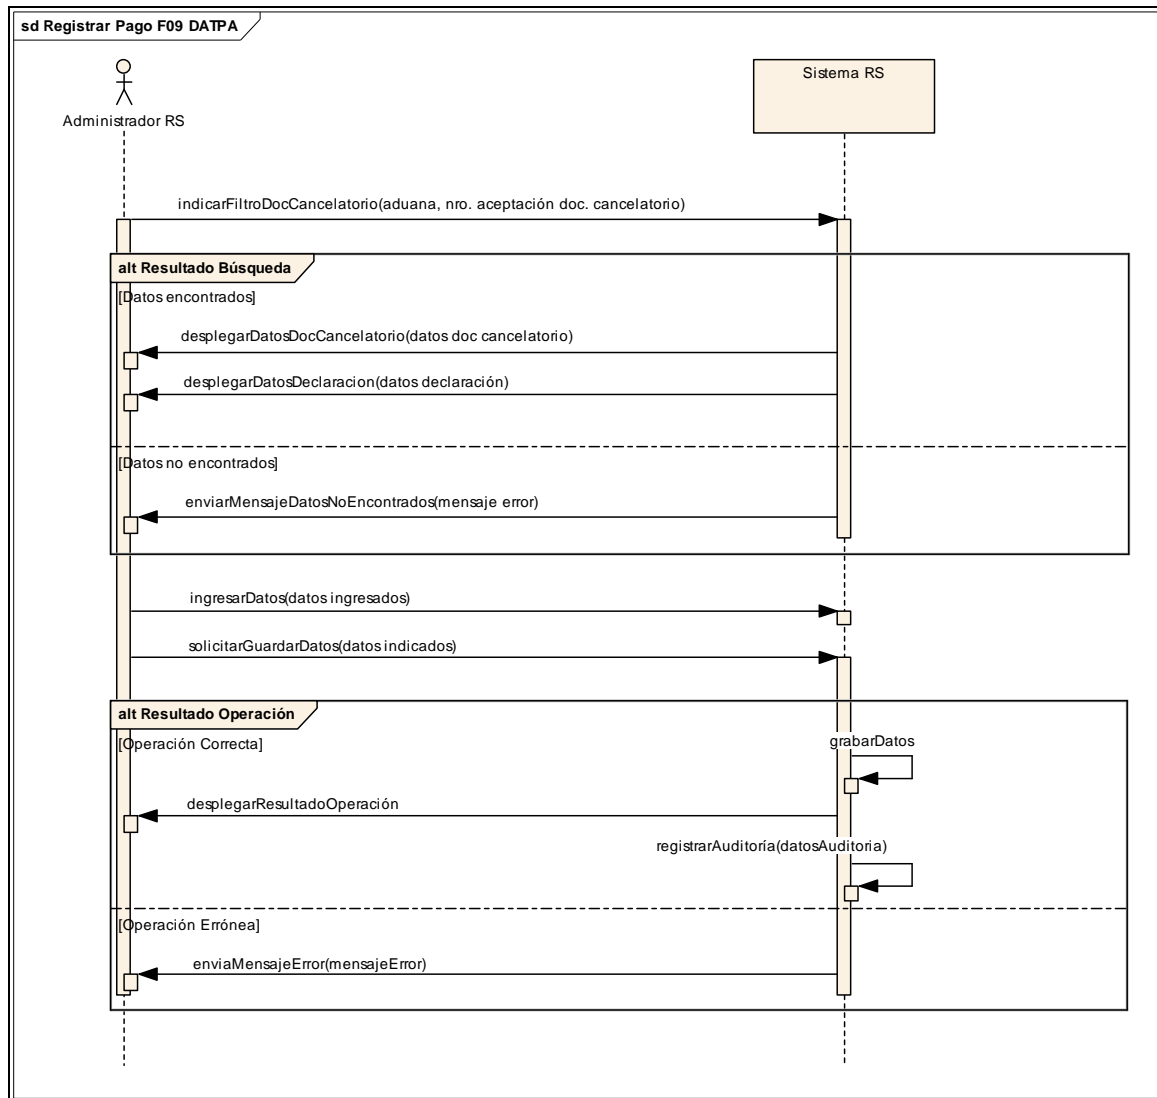 sd Registrar Pago F09 DATPA
Sistema RS
Administrador RS
indicarFiltroDocCancelatorio(aduana, nro. aceptación doc. cancelatorio)
alt Resultado Búsqueda
[Datos encontrados]
desplegarDatosDocCancelatorio(datos doc cancelatorio)
desplegarDatosDeclaracion(datos declaración)
[Datos no encontrados]
enviarMensajeDatosNoEncontrados(mensaje error)
ingresarDatos(datos ingresados)
solicitarGuardarDatos(datos indicados)
alt Resultado Operación
[Operación Correcta]
grabarDatos
desplegarResultadoOperación
registrarAuditoría(datosAuditoria)
[Operación Errónea]
enviaMensajeError(mensajeError)